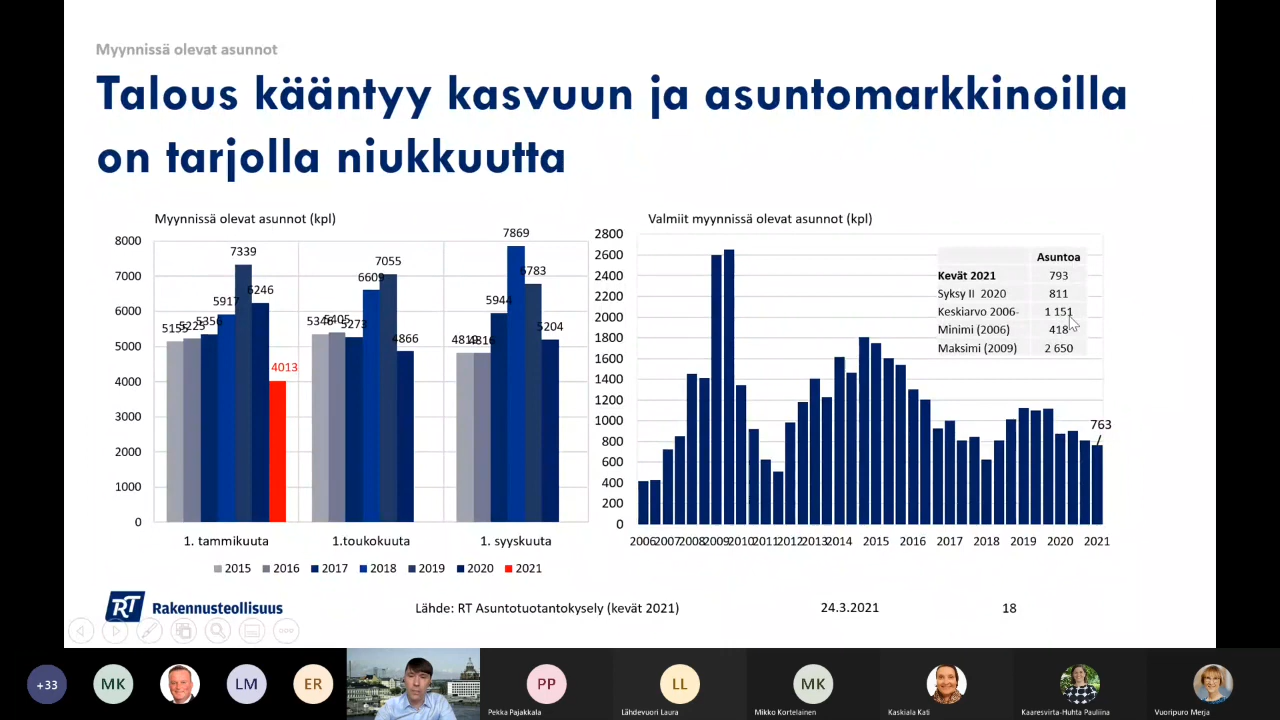 Myynnissä olevat asunnot
Talous kääntyy kasvuun ja asuntomarkkinoilla
on tarjolla niukkuutta
Myynnissä olevat asunnot (kpl)
8000
7000
6000
5000
4000
3000
2000
1000
0
5155
5225
5356
5917
7339
6246
4013
5405
5273
6609
7055
4866
4816
5944
7869
6783
5204
1. tammikuuta
1.toukokuuta
1. syyskuuta
2015 2016 2017 2018 2019 2020 2021
Valmiit myynnissä olevat asunnot (kpl)
2800
2600
2400
2200
2000
1800
1600
1400
1200
1000
800
600
400
200
0
Asuntoa
Kevät 2021 793
Syksy II 2020 811
Keskiarvo 2006- 1 151
Minimi (2006) 418
Maksimi (2009) 2 650
763
2006 2007 2008 2009 2010 2011 2012 2013 2014 2015 2016 2017 2018 2019 2020 2021
RT Rakennusteollisuus
Lähde: RT Asuntotuotantokysely (kevät 2021)
24.3.2021
18
+33
MK
LM
ER
PP
LL
MK
Pekka Pajakkala
Lähdevuori Laura
Mikko Kortelainen
Kaskiala Kati
Kaaresvirta-Huhta Pauliina
Vuoripuro Merja